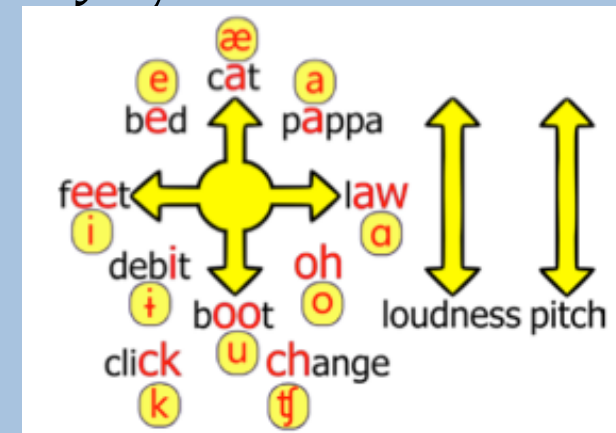 æ
e cat a
bed pappa
feet law
i ɑ
debit oh
ɨ boot o loudness pitch
click u change
k ʧ